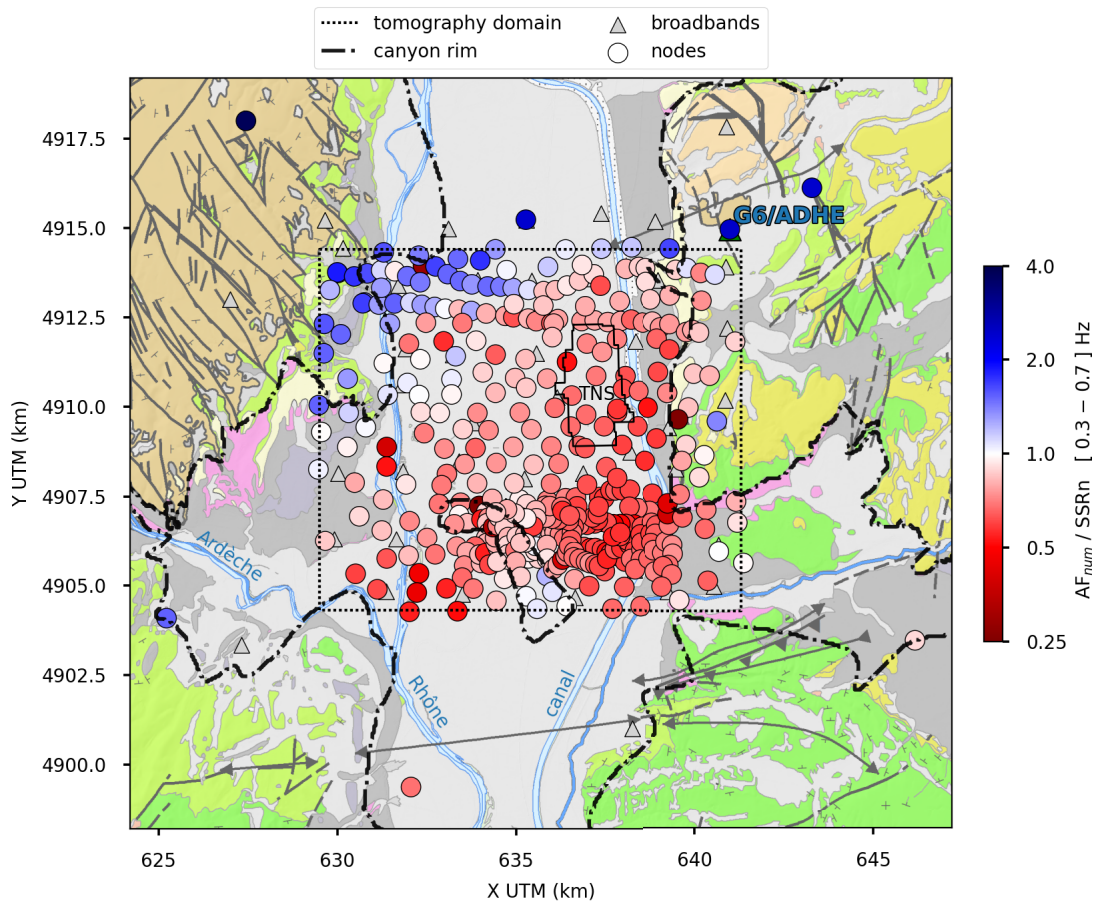 tomography domain
canyon rim
broadbands
nodes
4917.5
4915.0
4912.5
4910.0
4907.5
4905.0
4902.5
4900.0
Y UTM (km)
G6/ADHE
TNS
Ardèche
Rhône
canal
625
630
635
640
645
X UTM (km)
4.0
2.0
1.0
0.5
0.25
AFnum / SSRn [ 0.3 − 0.7 ] Hz